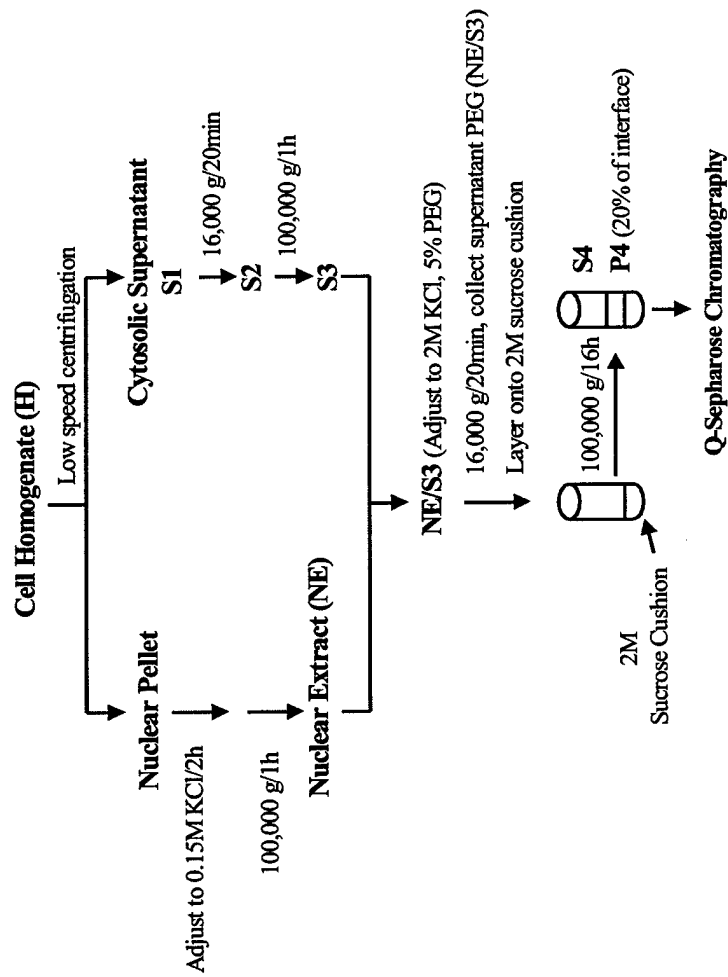 Cell Homogenate (H)
Low speed centrifugation
Nuclear Pellet
Cytosolic Supernatant
S1
Adjust to 0.15M KCl/2h
16,000 g/20min
S2
100,000 g/1h
100,000 g/1h
Nuclear Extract (NE)
S3
NE/S3 (Adjust to 2M KCl, 5% PEG)
16,000 g/20min, collect supernatant PEG (NE/S3)
Layer onto 2M sucrose cushion
100,000 g/16h
S4
P4 (20% of interface)
2M
Sucrose Cushion
Q-Sepharose Chromatography